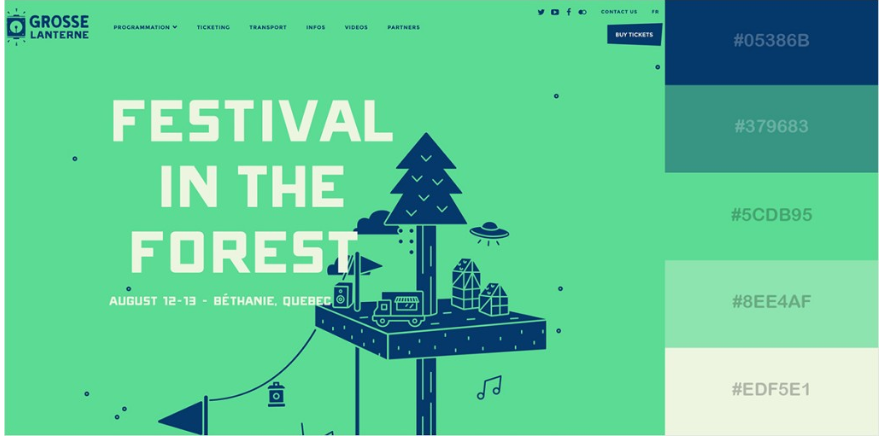 GROSSE
LANTERNE
PROGRAMMATION
TICKETING
TRANSPORT
INFOS
VIDEOS
PARTNERS
CONTACT US
FR
BUY TICKETS
FESTIVAL
IN THE
FOREST
AUGUST 12-13 - BÉTHANIE, QUEBEC
#05386B
#379683
#5CDB95
#8EE4AF
#EDF5E1